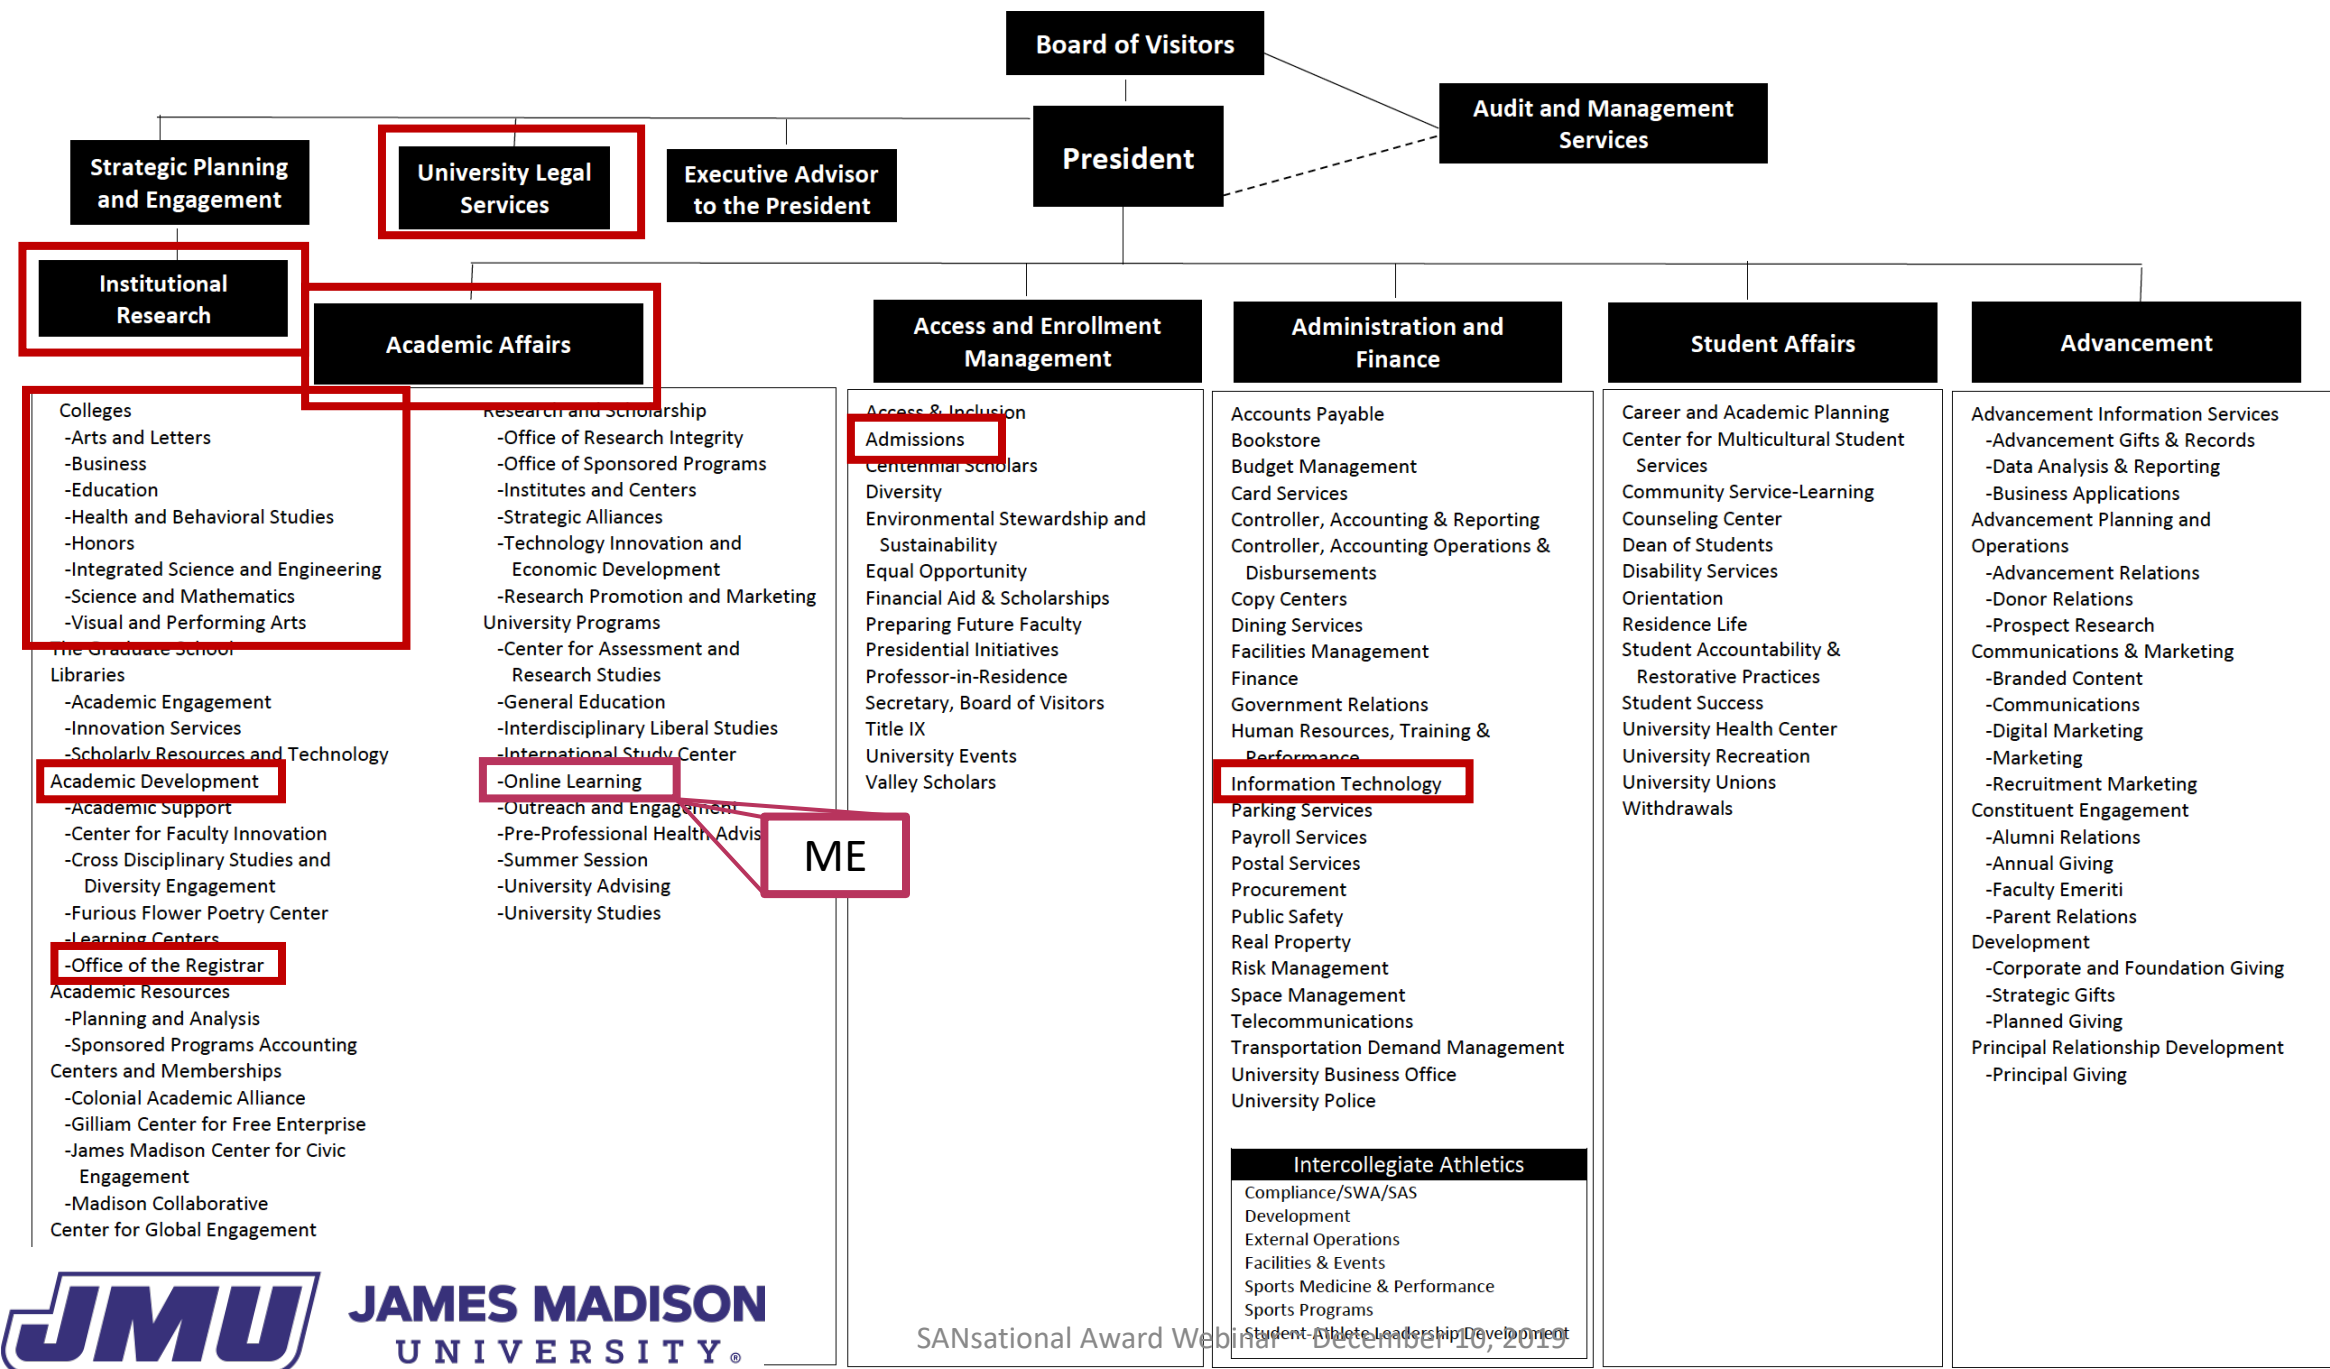 Board of Visitors
Audit and Management
Services
President
Strategic Planning
and Engagement
University Legal
Services
Executive Advisor
to the President
Institutional
Research
Academic Affairs
Access and Enrollment
Management
Administration and
Finance
Student Affairs
Advancement
Colleges
-Arts and Letters
-Business
-Education
-Health and Behavioral Studies
-Honors
-Integrated Science and Engineering
-Science and Mathematics
-Visual and Performing Arts
The Graduate School
Libraries
-Academic Engagement
-Innovation Services
-Scholarly Resources and Technology
Academic Development
-Academic Support
-Center for Faculty Innovation
-Cross Disciplinary Studies and
Diversity Engagement
-Furious Flower Poetry Center
-Learning Centers
-Office of the Registrar
Academic Resources
-Planning and Analysis
-Sponsored Programs Accounting
Centers and Memberships
-Colonial Academic Alliance
-Gilliam Center for Free Enterprise
-James Madison Center for Civic
Engagement
-Madison Collaborative
Center for Global Engagement
Research and Scholarship
-Office of Research Integrity
-Office of Sponsored Programs
-Institutes and Centers
-Strategic Alliances
-Technology Innovation and
Economic Development
-Research Promotion and Marketing
University Programs
-Center for Assessment and
Research Studies
-General Education
-Interdisciplinary Liberal Studies
-International Study Center
-Online Learning
-Outreach and Engagement
-Pre-Professional Health Advis
-Summer Session
-University Advising
-University Studies
ME
Access & Inclusion
Admissions
Centennial Scholars
Diversity
Environmental Stewardship and
Sustainability
Equal Opportunity
Financial Aid & Scholarships
Preparing Future Faculty
Presidential Initiatives
Professor-in-Residence
Secretary, Board of Visitors
Title IX
University Events
Valley Scholars
Accounts Payable
Bookstore
Budget Management
Card Services
Controller, Accounting & Reporting
Controller, Accounting Operations &
Disbursements
Copy Centers
Dining Services
Facilities Management
Finance
Government Relations
Human Resources, Training &
Performance
Information Technology
Parking Services
Payroll Services
Postal Services
Procurement
Public Safety
Real Property
Risk Management
Space Management
Telecommunications
Transportation Demand Management
University Business Office
University Police
Intercollegiate Athletics
Compliance/SWA/SAS
Development
External Operations
Facilities & Events
Sports Medicine & Performance
Sports Programs
Student-Athlete Leadership Development
Career and Academic Planning
Center for Multicultural Student
Services
Community Service-Learning
Counseling Center
Dean of Students
Disability Services
Orientation
Residence Life
Student Accountability &
Restorative Practices
Student Success
University Health Center
University Recreation
University Unions
Withdrawals
Advancement Information Services
-Advancement Gifts & Records
-Data Analysis & Reporting
-Business Applications
Advancement Planning and
Operations
-Advancement Relations
-Donor Relations
-Prospect Research
Communications & Marketing
-Branded Content
-Communications
-Digital Marketing
-Marketing
-Recruitment Marketing
Constituent Engagement
-Alumni Relations
-Annual Giving
-Faculty Emeriti
-Parent Relations
Development
-Corporate and Foundation Giving
-Strategic Gifts
-Planned Giving
Principal Relationship Development
-Principal Giving
JMU
JAMES MADISON
UNIVERSITY®
SANsational Award Webinar - December 10, 2019